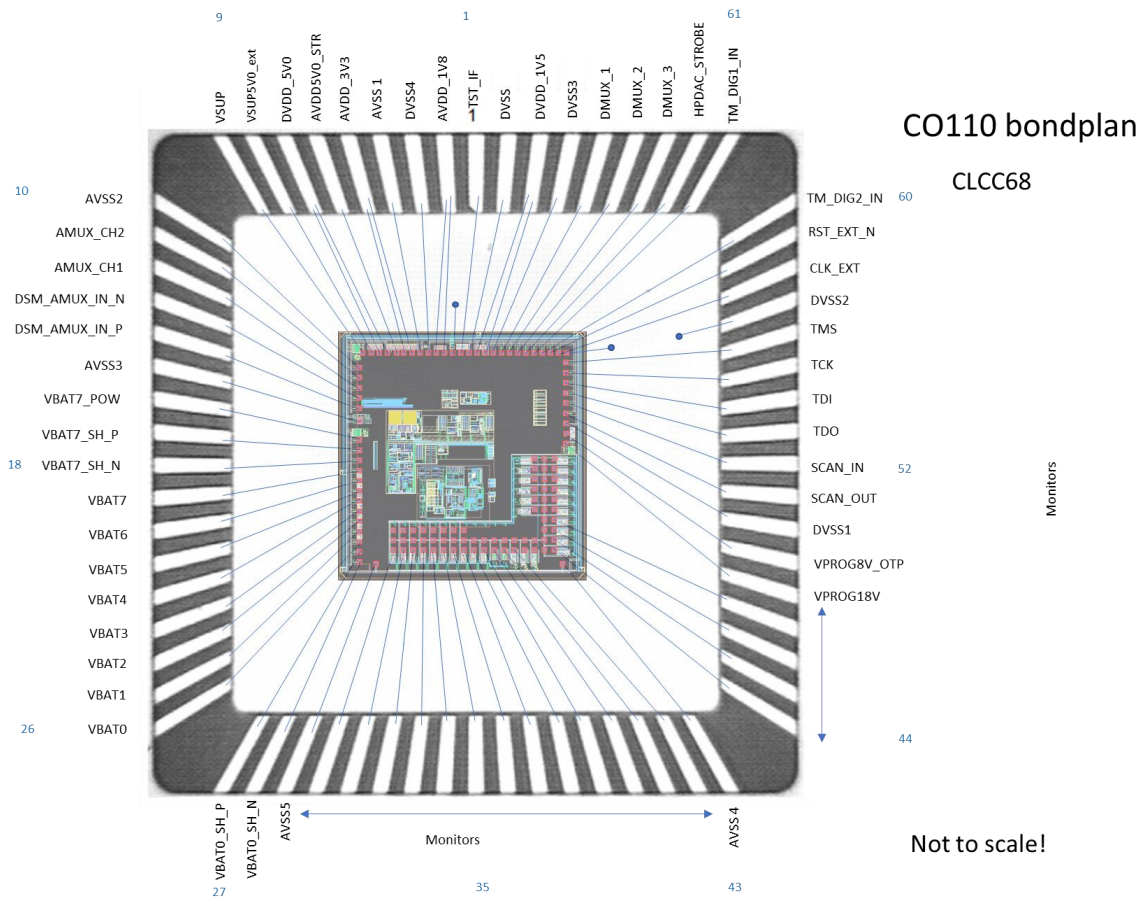 9
1
61
VSUP
VSUP5V0_ext
DVDD_5V0
AVDD5V0_STR
AVDD_3V3
AVSS 1
DVSS4
AVDD_1V8
TST_IF
DVSS
DVDD_1V5
DVSS3
DMUX_1
DMUX_2
DMUX_3
HPDAC_STROBE
TM_DIG1_IN
CO110 bondplan
CLCC68
10
AVSS2
AMUX_CH2
AMUX_CH1
DSM_AMUX_IN_N
DSM_AMUX_IN_P
AVSS3
VBAT7_POW
VBAT7_SH_P
18
VBAT7_SH_N
VBAT7
VBAT6
VBAT5
VBAT4
VBAT3
VBAT2
VBAT1
26
VBAT0
TM_DIG2_IN
60
RST_EXT_N
CLK_EXT
DVSS2
TMS
TCK
TDI
TDO
SCAN_IN
52
SCAN_OUT
DVSS1
VPROG8V_OTP
VPROG18V
Monitors
44
VBAT0_SH_P
VBAT0_SH_N
AVSS5
Monitors
AVSS 4
27
35
43
Not to scale!